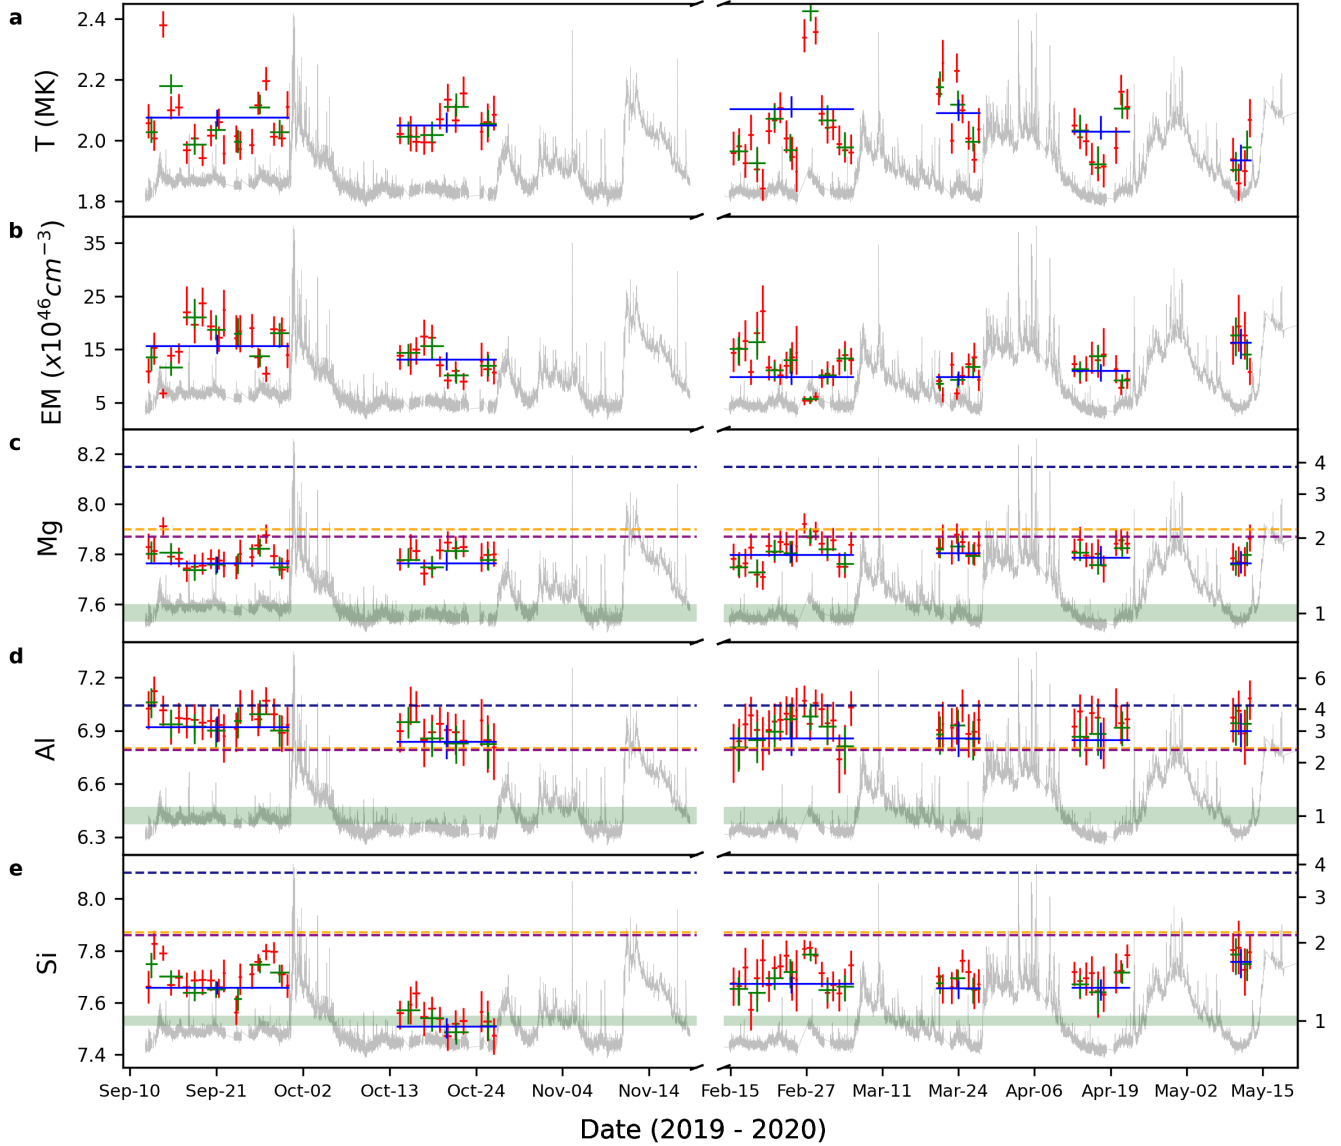 a
2.4
2.2
2.0
1.8
T (MK)
b
35
25
15
5
EM (x10^{46}cm^{-3})
c
8.2
8.0
7.8
7.6
Mg
4
3
2
1
d
7.2
6.9
6.6
6.3
Al
6
4
3
2
1
e
8.0
7.8
7.6
7.4
Si
4
3
2
1
Sep-10 Sep-21 Oct-02 Oct-13 Oct-24 Nov-04 Nov-14 Feb-15 Feb-27 Mar-11 Mar-24 Apr-06 Apr-19 May-02 May-15
Date (2019 - 2020)